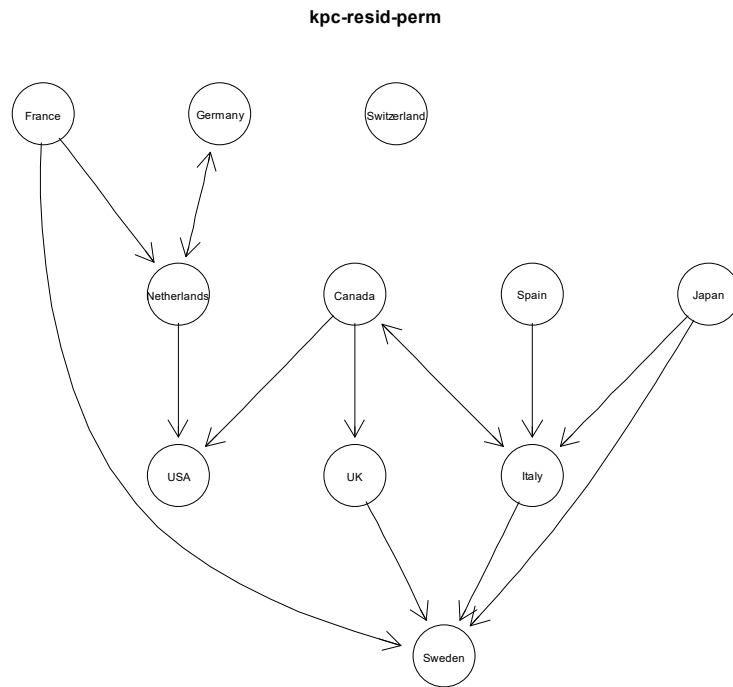 kpc-resid-perm
France
Germany
Switzerland
Netherlands
Canada
Spain
Japan
USA
UK
Italy
Sweden